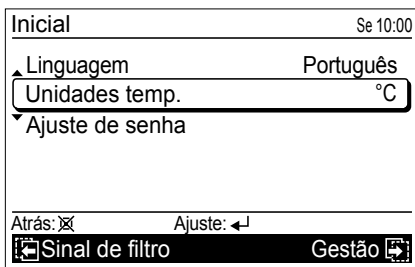 Inicial Se 10:00
Linguagem Português
Unidades temp. °C
Ajuste de senha
Atrás: Ajuste:
Sinal de filtro Gestão